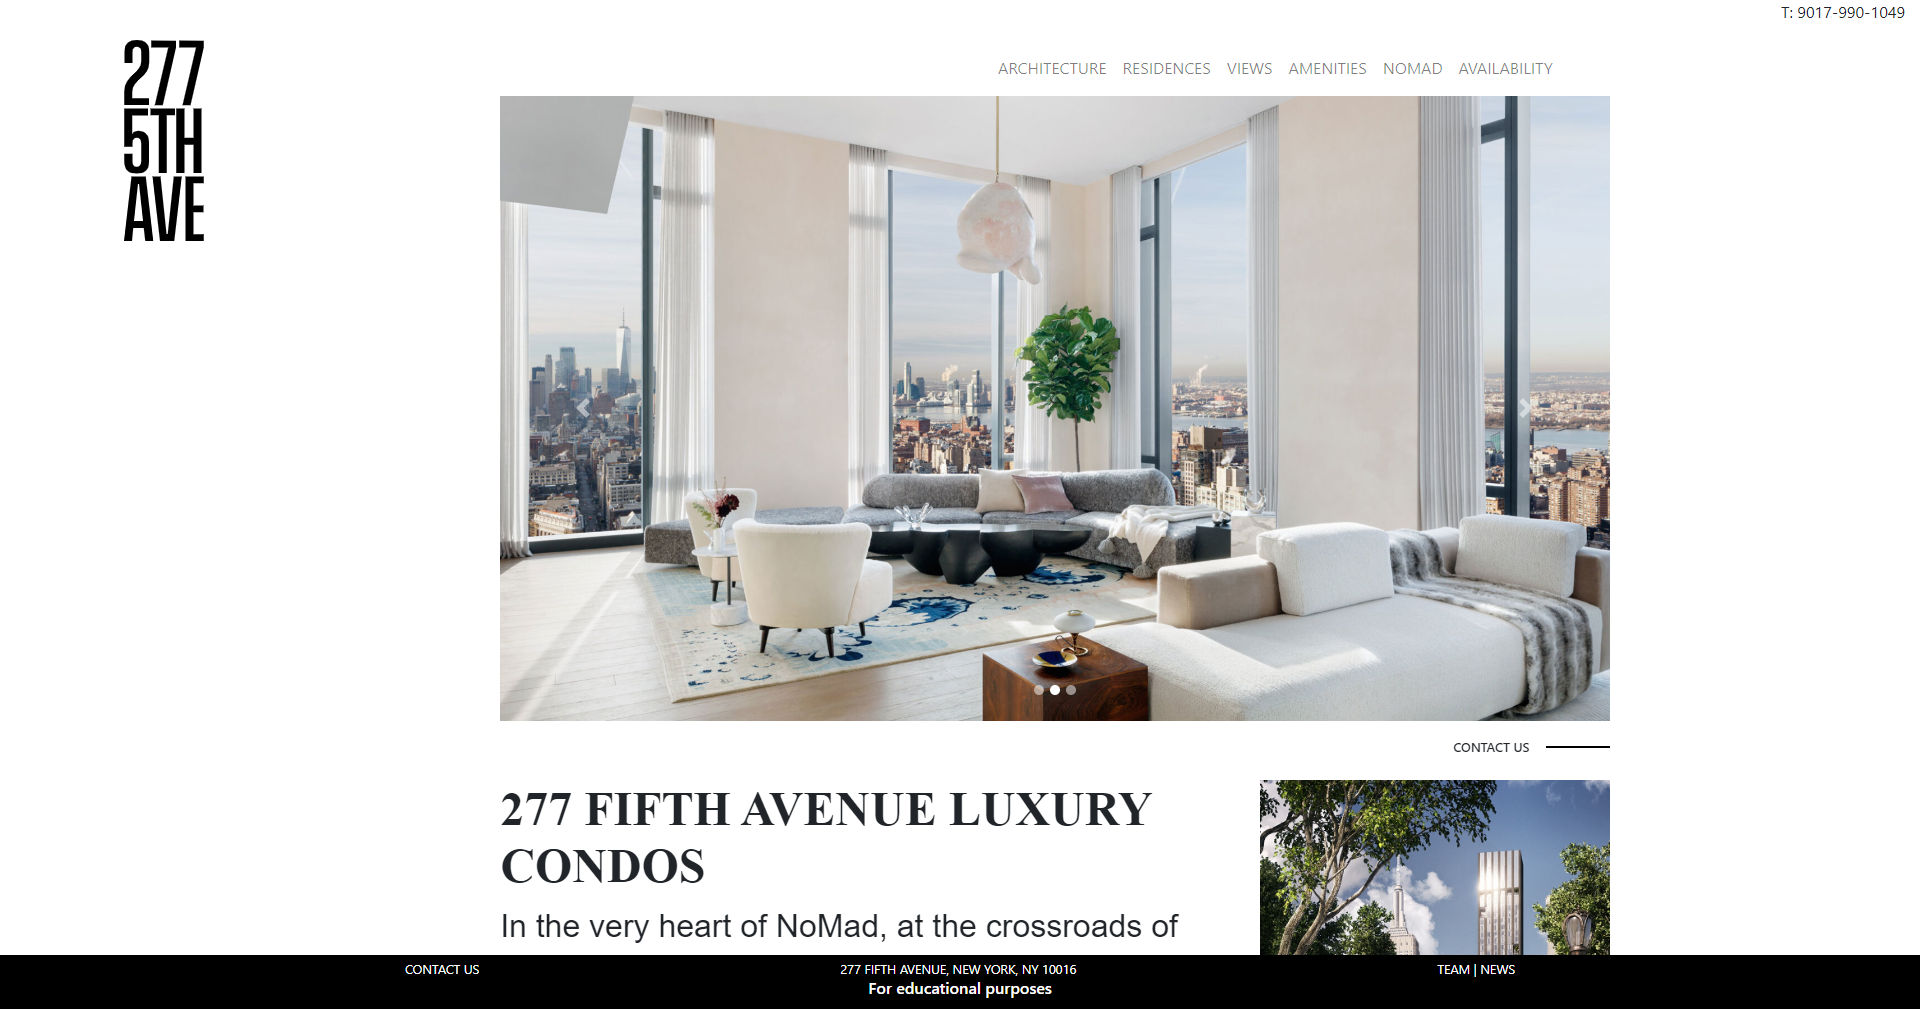 T: 9017-990-1049
277
5TH
AVE
ARCHITECTURE RESIDENCES VIEWS AMENITIES NOMAD AVAILABILITY
CONTACT US
277 FIFTH AVENUE LUXURY
CONDOS
In the very heart of NoMad, at the crossroads of
CONTACT US
277 FIFTH AVENUE, NEW YORK, NY 10016
TEAM | NEWS
For educational purposes